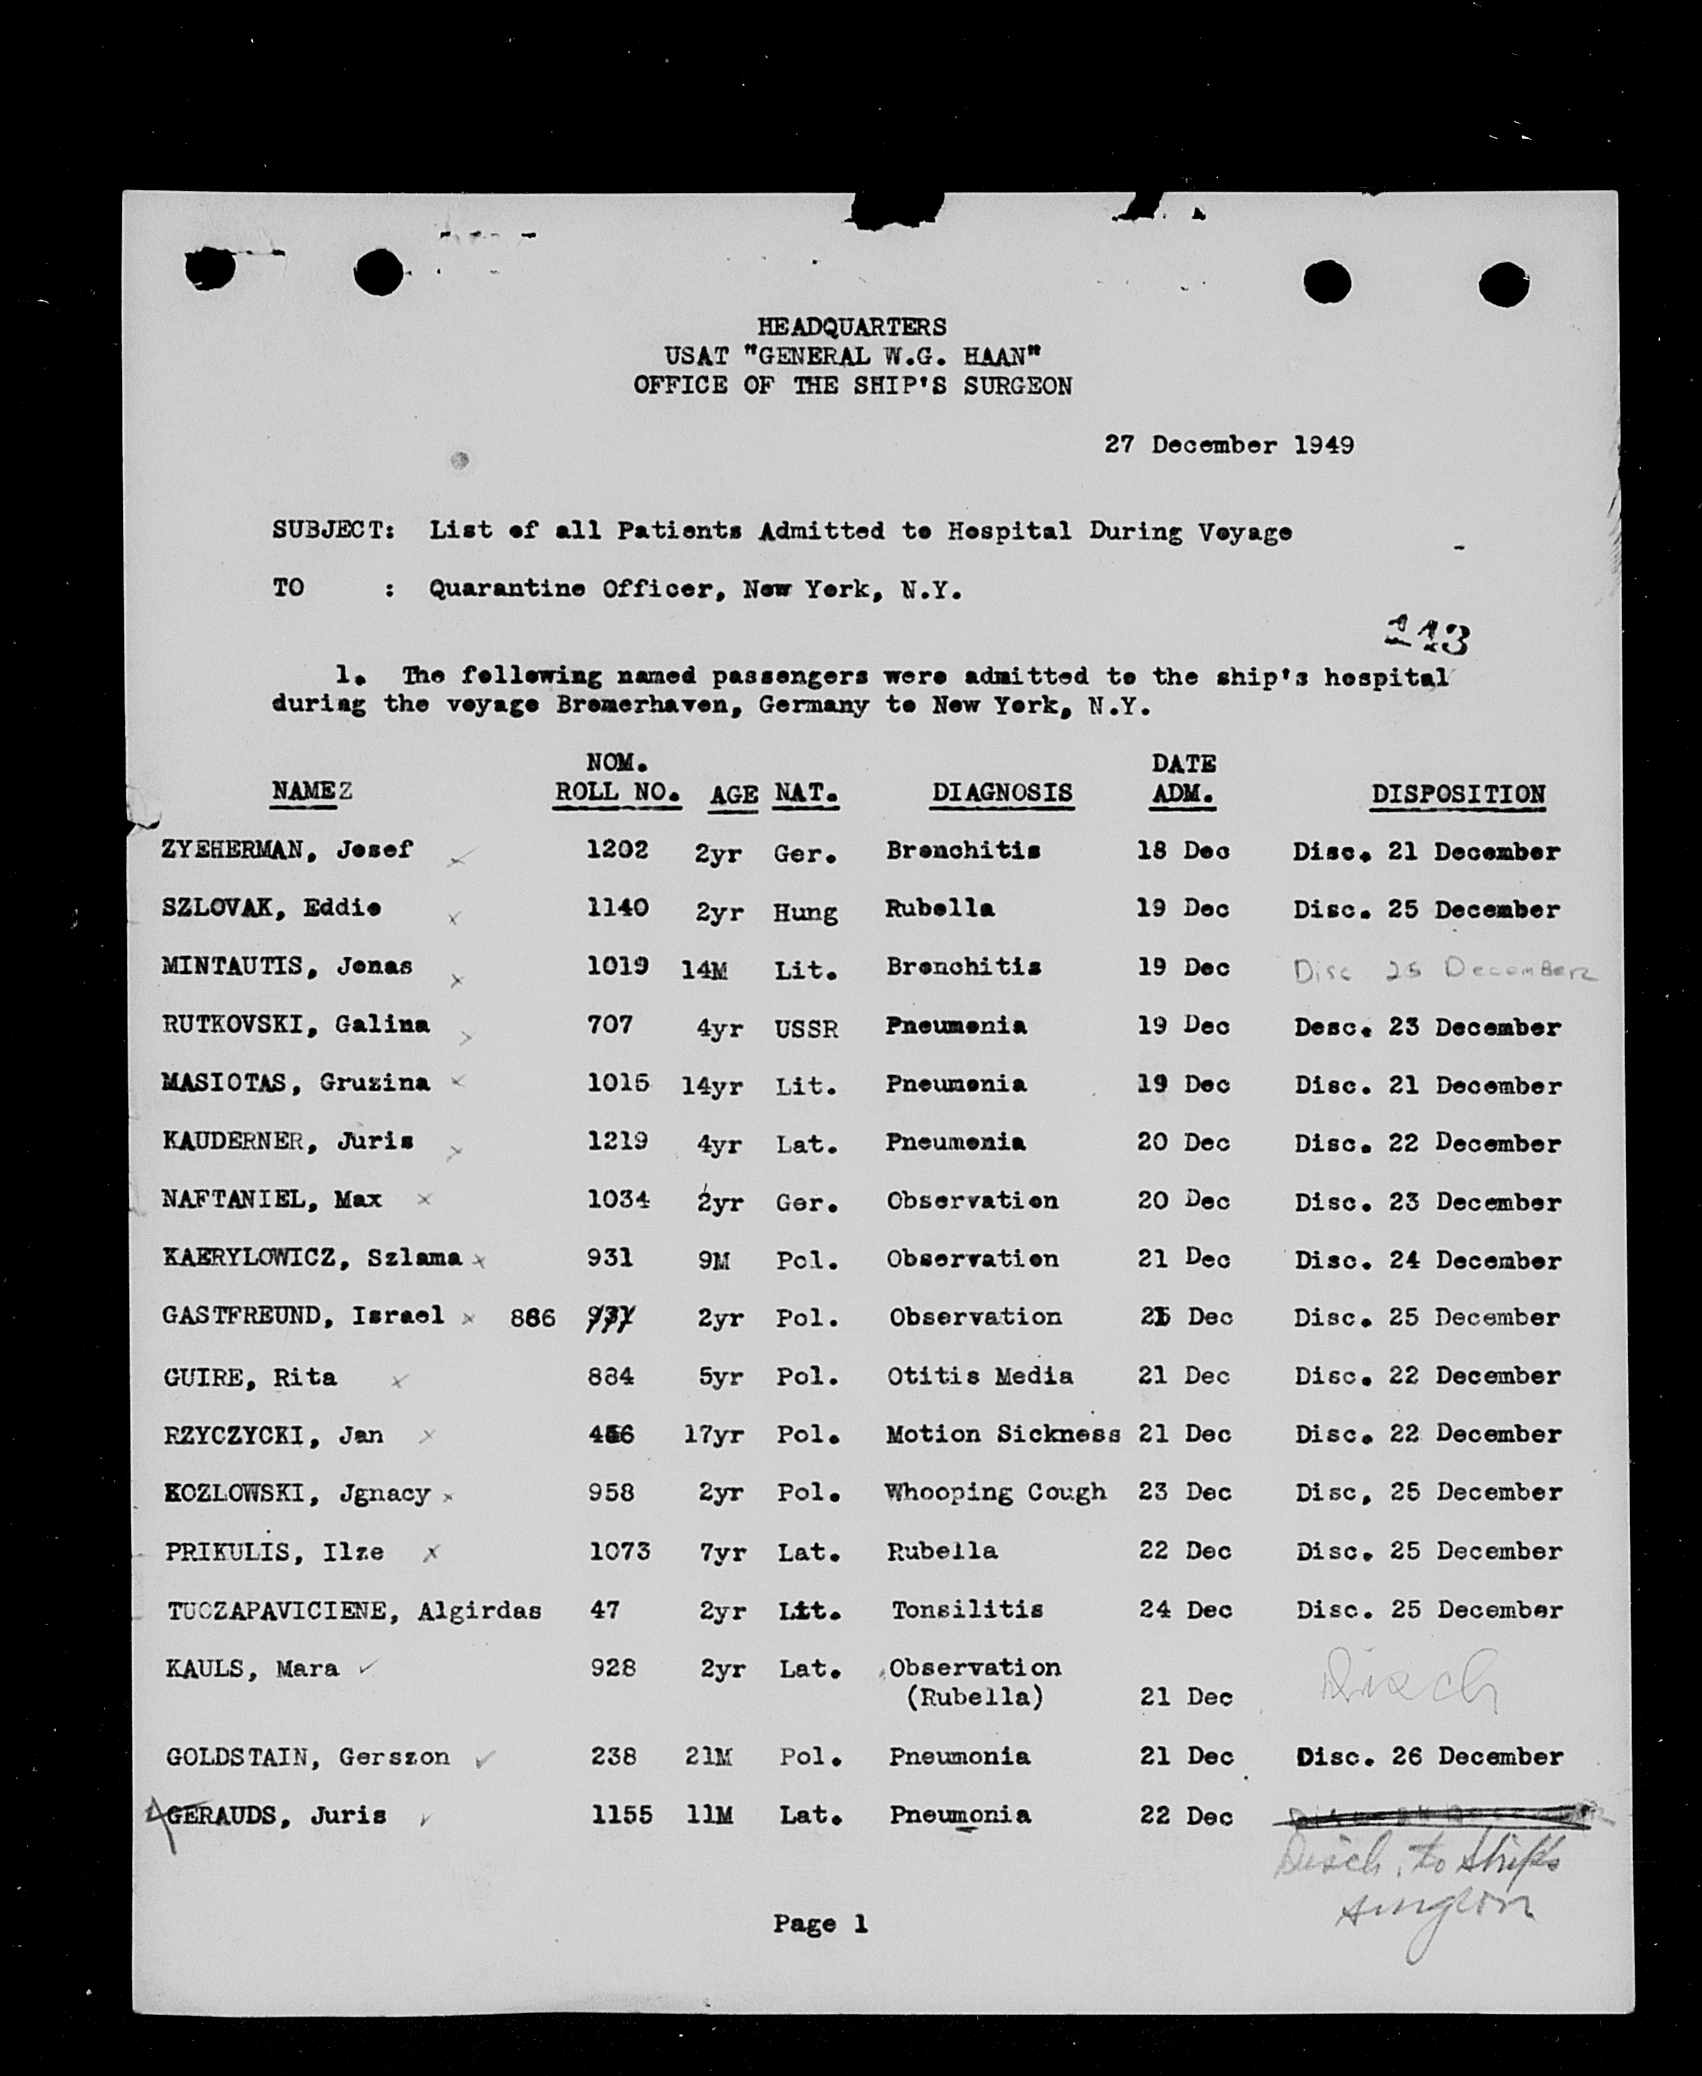 HEADQUARTERS
USAT "GENERAL W.G. HAAN"
OFFICE OF THE SHIP'S SURGEON
27 December 1949
SUBJECT: List of all Patients Admitted to Hospital During Voyage
TO : Quarantine Officer, New York, N.Y.
113
1. The following named passengers were admitted to the ship's hospital
during the voyage Bremerhaven, Germany to New York, N.Y.
NOM. DATE
NAMEZ ROLL NO. AGE NAT. DIAGNOSIS ADM. DISPOSITION
ZYEHERMAN, Josef 1202 2yr Ger. Bronchitis 18 Dec Disc. 21 December
SZLOVAK, Eddie 1140 2yr Hung Rubella 19 Dec Disc. 25 December
MINTAUTIS, Jonas 1019 14M Lit. Bronchitis 19 Dec Disc 25 December
RUTKOVSKI, Galina 707 4yr USSR Pneumonia 19 Dec Desc. 23 December
MASIOTAS, Gruzina 1015 14yr Lit. Pneumonia 19 Dec Disc. 21 December
KAUDERNER, Juris 1219 4yr Lat. Pneumonia 20 Dec Disc. 22 December
NAFTANIEL, Max 1034 2yr Ger. Observation 20 Dec Disc. 23 December
KAERYLOWICZ, Szlama 931 9M Pol. Observation 21 Dec Disc. 24 December
GASTFREUND, Israel 886 931 2yr Pol. Observation Dec Disc. 25 December
GUIRE, Rita 884 5yr Pol. Otitis Media 21 Dec Disc. 22 December
RZYCZYCKI, Jan 17yr Pol. Motion Sickness 21 Dec Disc. 22 December
KOZLOWSKI, Jgnacy 958 2yr Pol. Whooping Cough 23 Dec Disc, 25 December
PRIKULIS, Ilze 1073 7yr Lat. Rubella 22 Dec Disc. 25 December
TUCZAPAVICIENE, Algirdas 47 2yr Lit. Tonsilitis 24 Dec Disc. 25 December
KAULS, Mara 928 2yr Lat. Observation Disch
(Rubella) 21 Dec
GOLDSTAIN, Gerszon 238 21M Pol. Pneumonia 21 Dec Disc. 26 December
GERAUDS, Juris 1155 11M Lat. Pneumonia 22 Dec
Disch. to Ship's
surgeon
Page 1